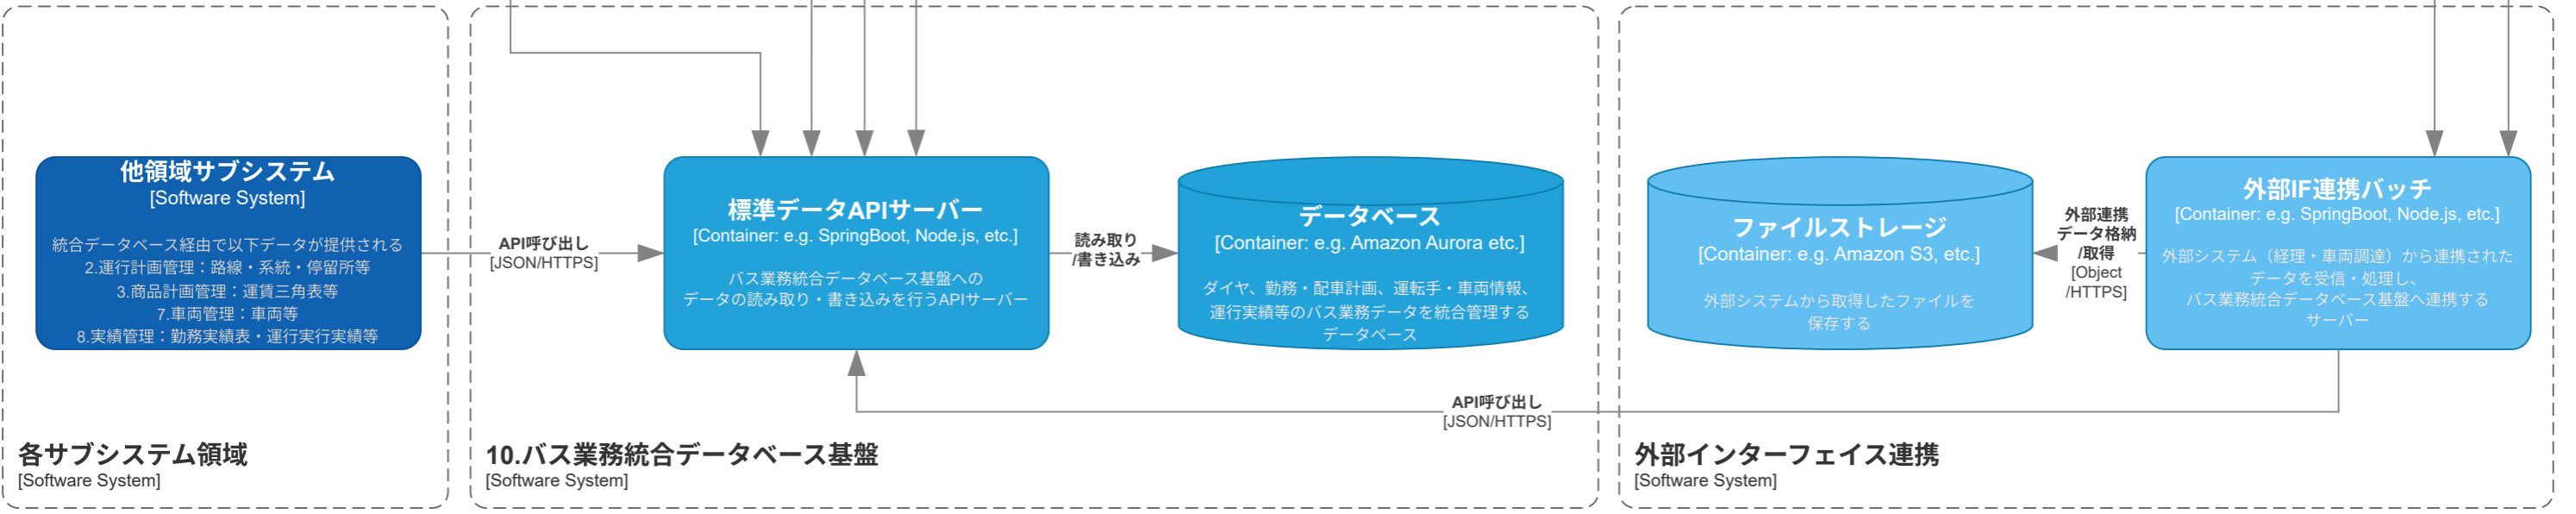 他領域サブシステム
[Software System]
統合データベース経由で以下データが提供される
2.運行計画管理：路線・系統・停留所等
3.商品計画管理：運賃三角表等
7.車両管理：車両等
8.実績管理：勤務実績表・運行実行実績等
各サブシステム領域
[Software System]
API呼び出し
[JSON/HTTPS]
標準データAPIサーバー
[Container: e.g. SpringBoot, Node.js, etc.]
バス業務統合データベース基盤への
データの読み取り・書き込みを行うAPIサーバー
読み取り
/書き込み
データベース
[Container: e.g. Amazon Aurora etc.]
ダイヤ、勤務・配車計画、運転手・車両情報、
運行実績等のバス業務データを統合管理する
データベース
API呼び出し
[JSON/HTTPS]
10.バス業務統合データベース基盤
[Software System]
ファイルストレージ
[Container: e.g. Amazon S3, etc.]
外部システムから取得したファイルを
保存する
外部連携
データ格納
/取得
[Object
/HTTPS]
外部IF連携バッチ
[Container: e.g. SpringBoot, Node.js, etc.]
外部システム（経理・車両調達）から連携された
データを受信・処理し、
バス業務統合データベース基盤へ連携する
サーバー
外部インターフェイス連携
[Software System]